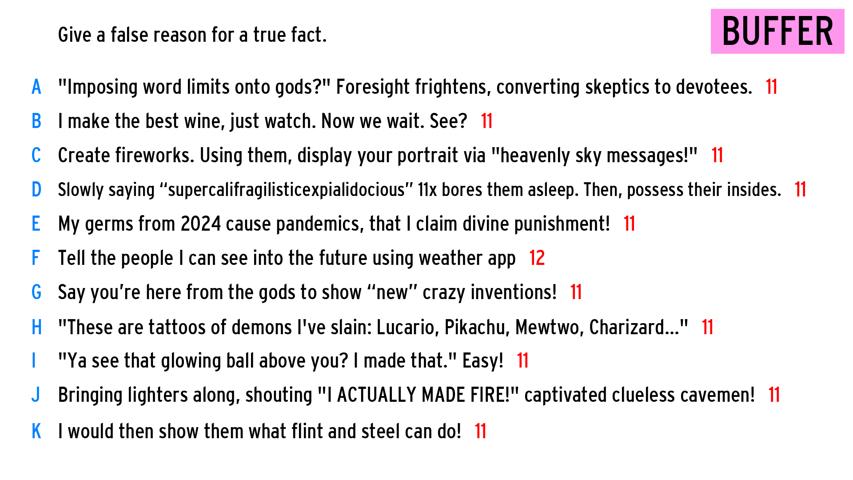 Give a false reason for a true fact.
BUFFER
A "Imposing word limits onto gods?" Foresight frightens, converting skeptics to devotees. 11
B I make the best wine, just watch. Now we wait. See? 11
C Create fireworks. Using them, display your portrait via "heavenly sky messages!" 11
D Slowly saying “supercalifragilisticexpialidocious” 11x bores them asleep. Then, possess their insides. 11
E My germs from 2024 cause pandemics, that I claim divine punishment! 11
F Tell the people I can see into the future using weather app 12
G Say you’re here from the gods to show “new” crazy inventions! 11
H "These are tattoos of demons I've slain: Lucario, Pikachu, Mewtwo, Charizard..." 11
I "Ya see that glowing ball above you? I made that." Easy! 11
J Bringing lighters along, shouting "I ACTUALLY MADE FIRE!" captivated clueless cavemen! 11
K I would then show them what flint and steel can do! 11